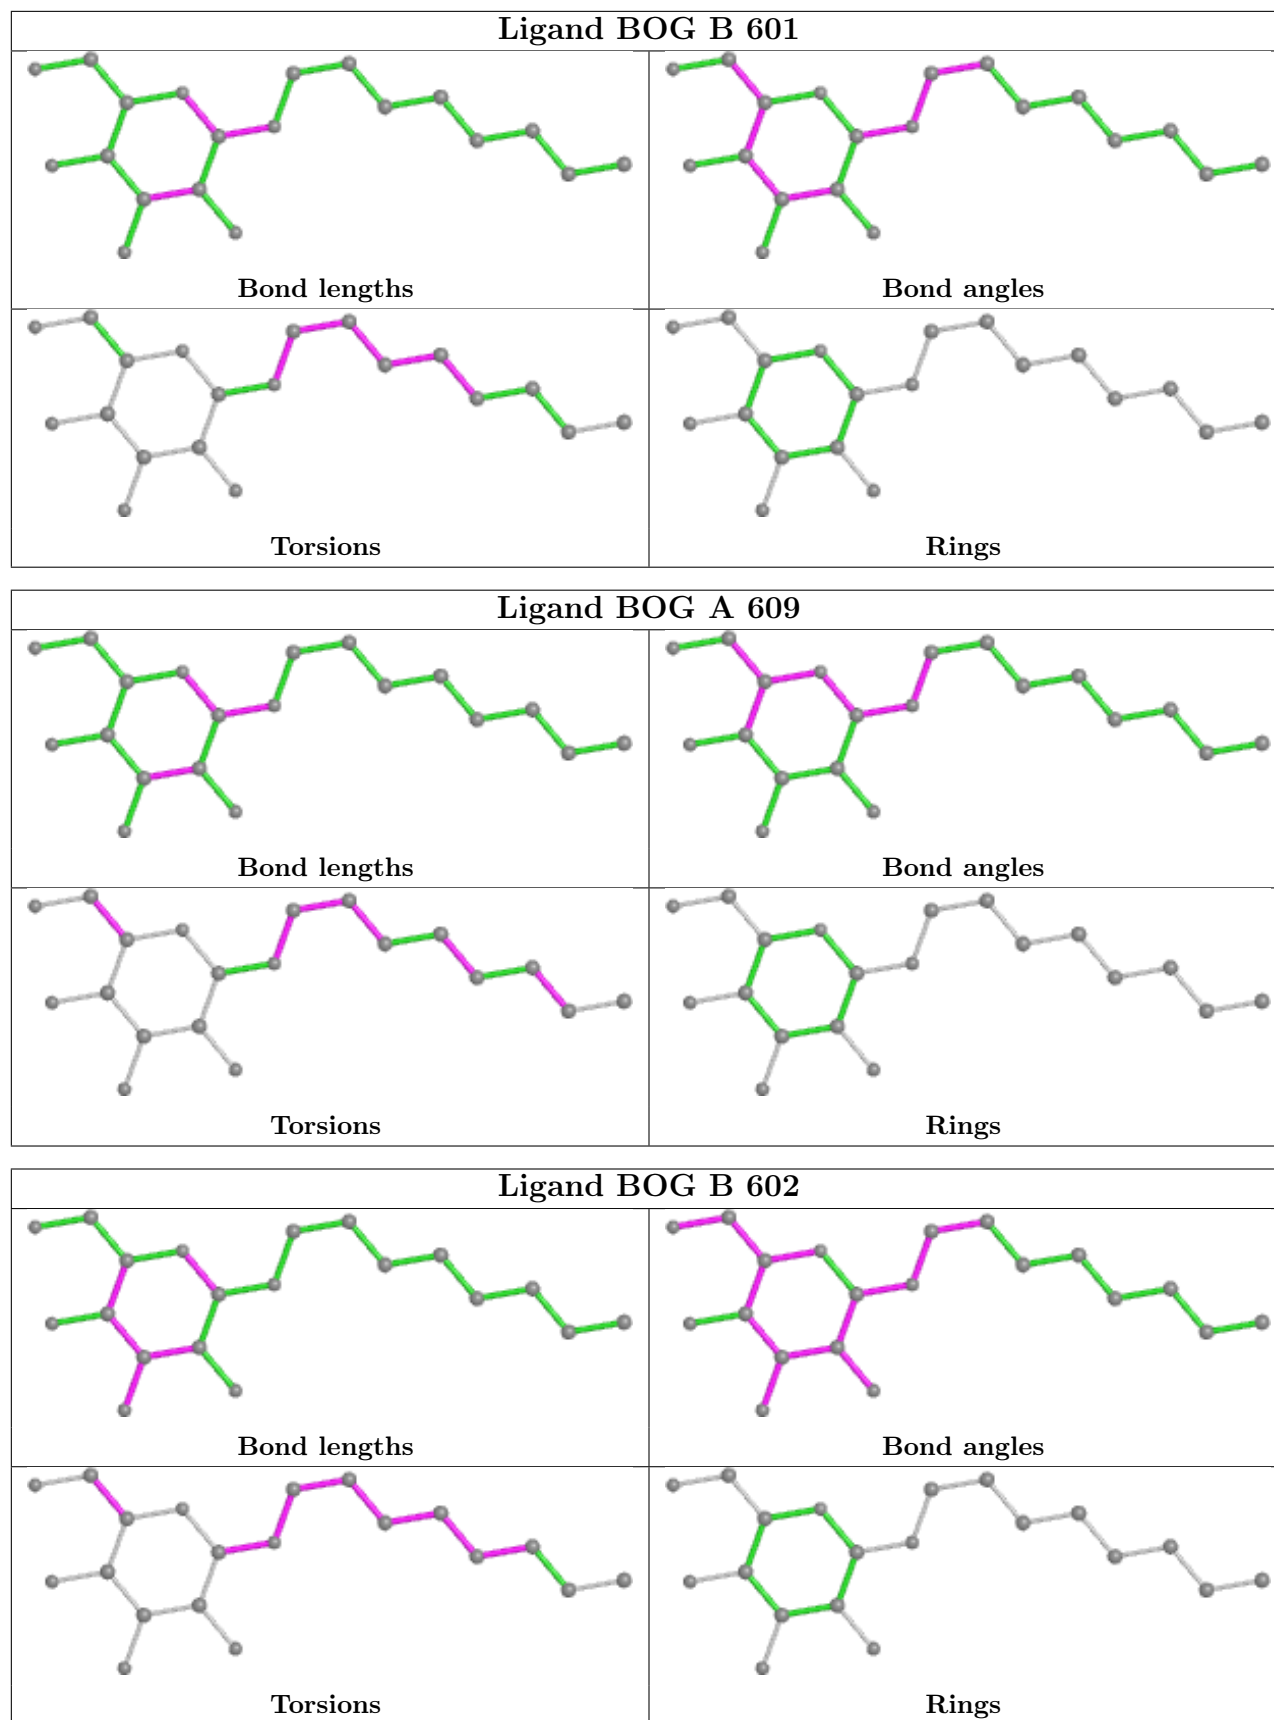 Ligand BOG B 601
Bond lengths
Bond angles
Torsions
Rings
Ligand BOG A 609
Bond lengths
Bond angles
Torsions
Rings
Ligand BOG B 602
Bond lengths
Bond angles
Torsions
Rings